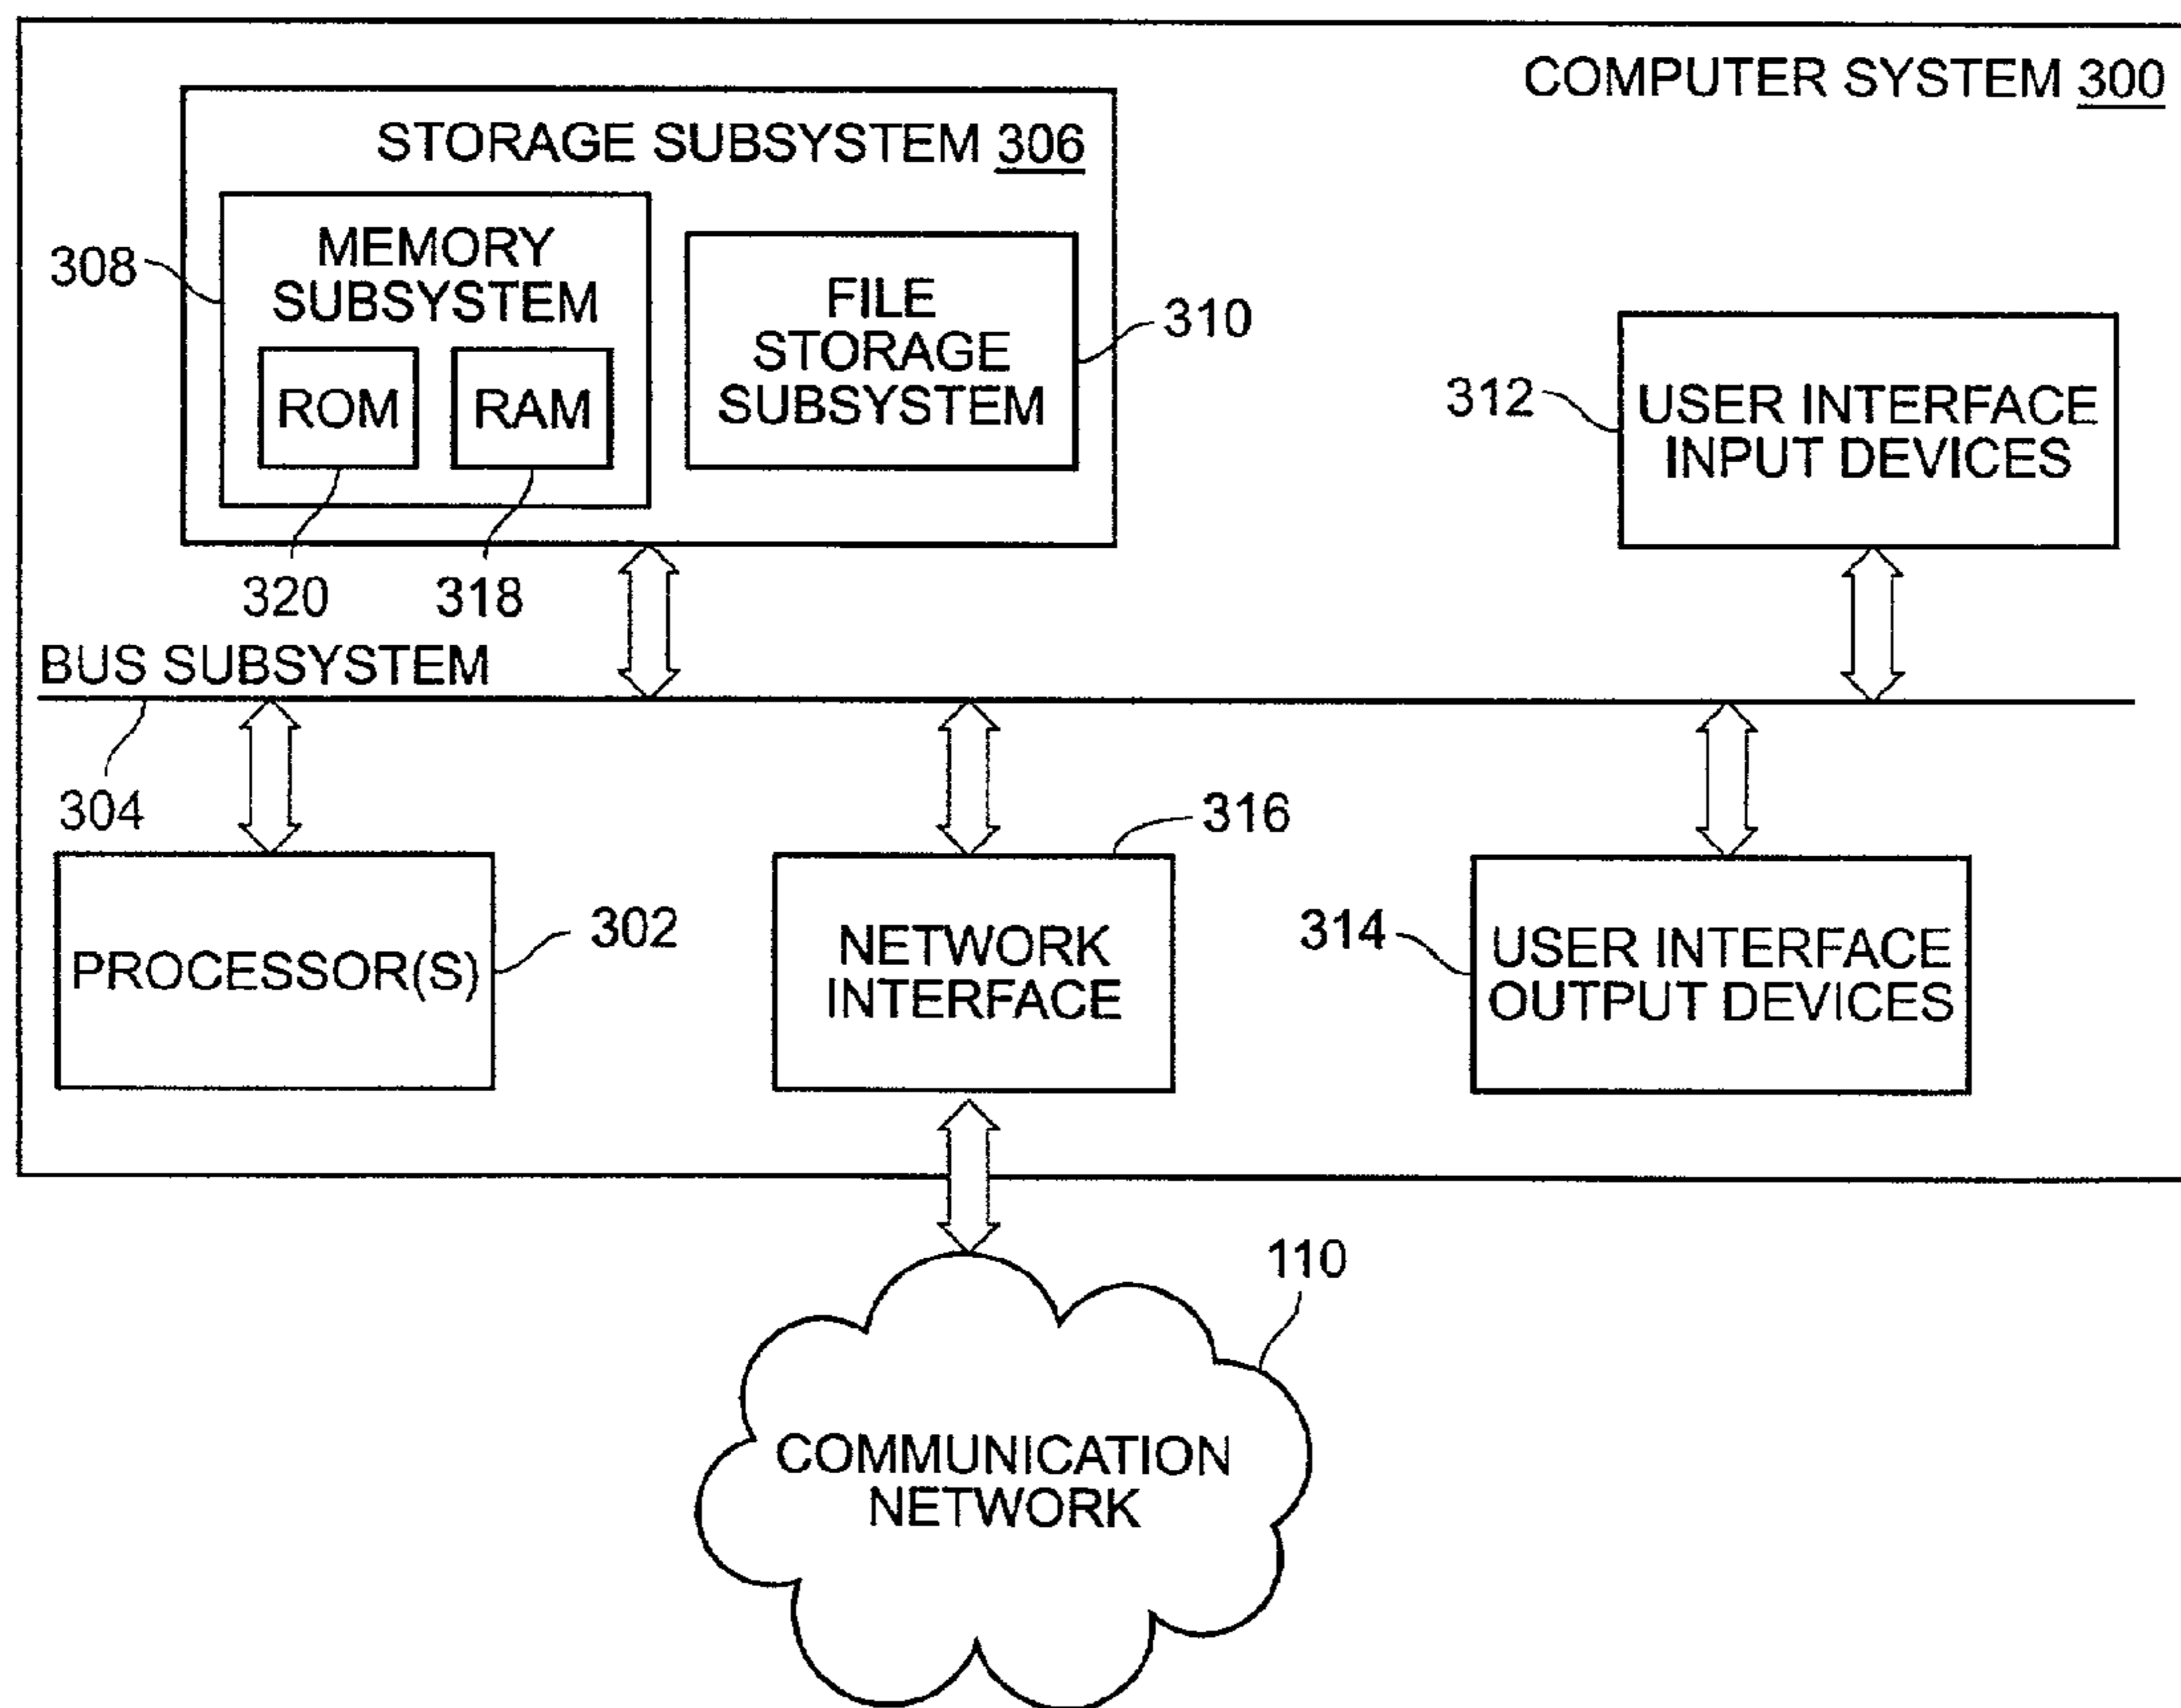 COMPUTER SYSTEM 300
STORAGE SUBSYSTEM 306
308
MEMORY
SUBSYSTEM
ROM
RAM
FILE
STORAGE
SUBSYSTEM
310
312
USER INTERFACE
INPUT DEVICES
320
318
BUS SUBSYSTEM
304
PROCESSOR(S)
302
316
NETWORK
INTERFACE
314
USER INTERFACE
OUTPUT DEVICES
110
COMMUNICATION
NETWORK